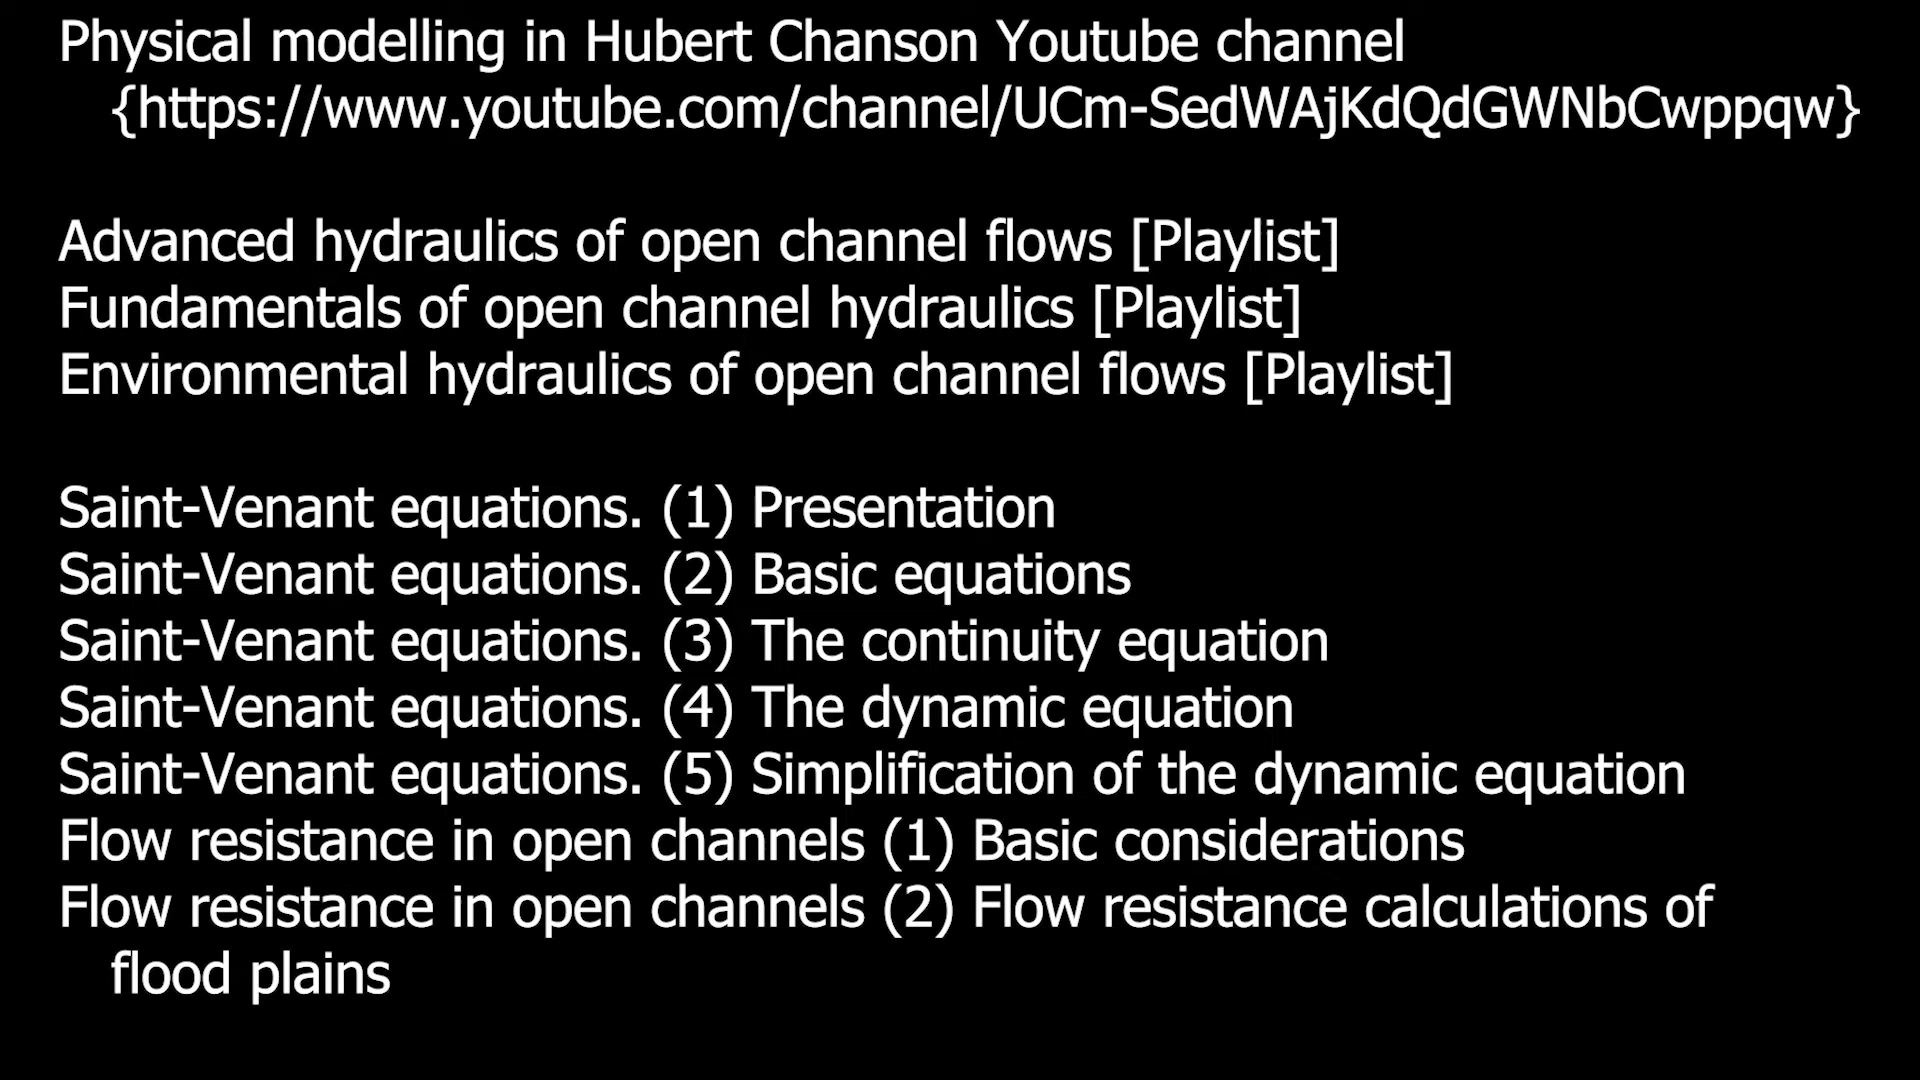 Physical modelling in Hubert Chanson Youtube channel
{https://www.youtube.com/channel/UCm-SedWAjKdQdGWNbCwppqw}
Advanced hydraulics of open channel flows [Playlist]
Fundamentals of open channel hydraulics [Playlist]
Environmental hydraulics of open channel flows [Playlist]
Saint-Venant equations. (1) Presentation
Saint-Venant equations. (2) Basic equations
Saint-Venant equations. (3) The continuity equation
Saint-Venant equations. (4) The dynamic equation
Saint-Venant equations. (5) Simplification of the dynamic equation
Flow resistance in open channels (1) Basic considerations
Flow resistance in open channels (2) Flow resistance calculations of
flood plains